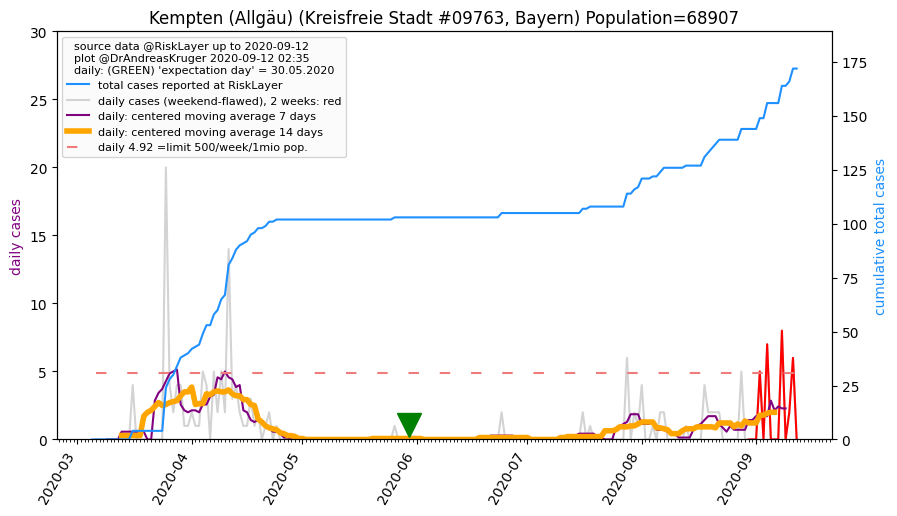 Kempten (Allgäu) (Kreisfreie Stadt #09763, Bayern) Population=68907
source data @RiskLayer up to 2020-09-12
plot @DrAndreasKruger 2020-09-12 02:35
daily: (GREEN) 'expectation day' = 30.05.2020
total cases reported at RiskLayer
daily cases (weekend-flawed), 2 weeks: red
daily: centered moving average 7 days
daily: centered moving average 14 days
daily 4.92 =limit 500/week/1mio pop.
daily cases
30
25
20
15
10
5
0
cumulative total cases
175
150
125
100
75
50
25
0
2020-03
2020-04
2020-05
2020-06
2020-07
2020-08
2020-09